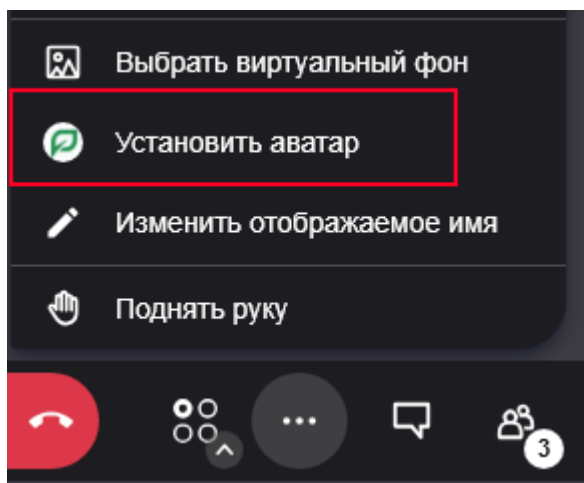 Выбрать виртуальный фон
Установить аватар
Изменить отображаемое имя
Поднять руку
3